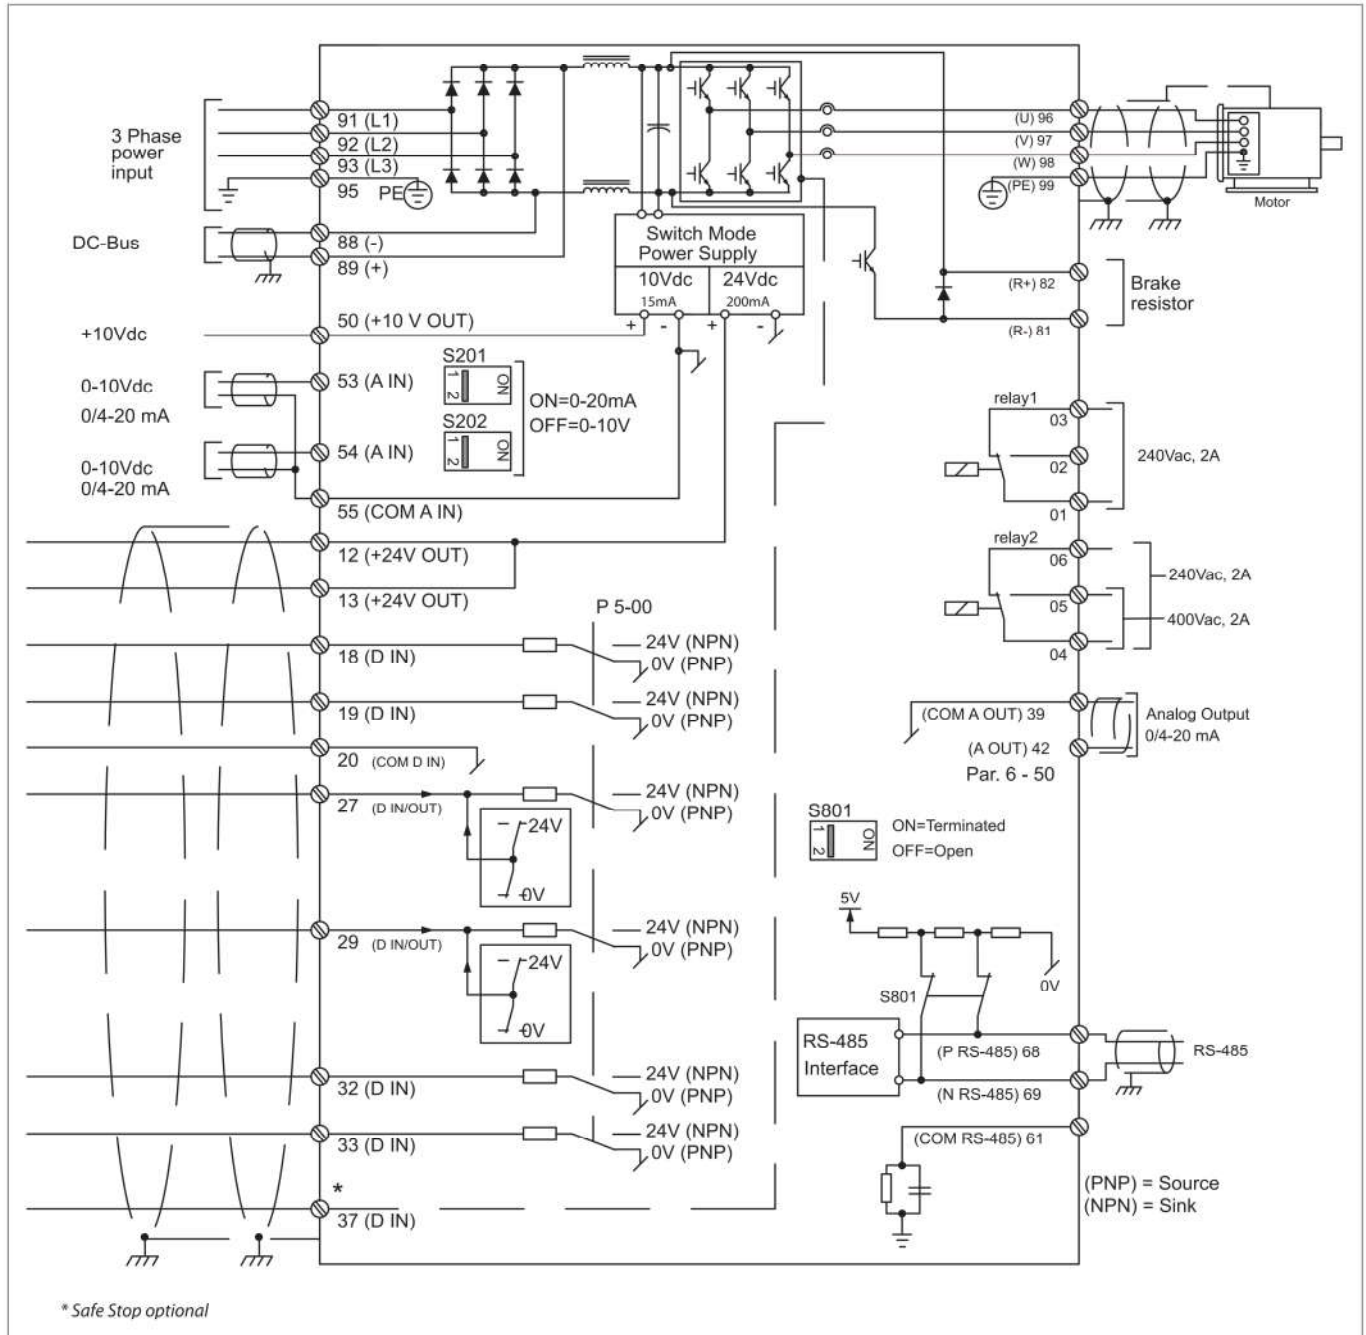 3 Phase
power
input
91 (L1)
92 (L2)
93 (L3)
95
PE
DC-Bus
88 (-)
89 (+)
+10Vdc
50 (+10 V OUT)
0-10Vdc
0/4-20 mA
53 (A IN)
0-10Vdc
0/4-20 mA
54 (A IN)
55 (COM A IN)
12 (+24V OUT)
13 (+24V OUT)
18 (D IN)
19 (D IN)
20 (COM D IN)
27 (D IN/OUT)
29 (D IN/OUT)
32 (D IN)
33 (D IN)
*
37 (D IN)
Switch Mode
Power Supply
10Vdc
15mA
24Vdc
200mA
+ - + -
S201
1
2
ON
S202
1
2
ON
ON=0-20mA
OFF=0-10V
P 5-00
24V (NPN)
0V (PNP)
24V (NPN)
0V (PNP)
24V (NPN)
0V (PNP)
24V
0V
24V (NPN)
0V (PNP)
24V
0V
24V (NPN)
0V (PNP)
24V (NPN)
0V (PNP)
(U) 96
(V) 97
(W) 98
(PE) 99
Motor
(R+) 82
(R-) 81
Brake
resistor
relay1
03
02
01
240Vac, 2A
relay2
06
05
04
240Vac, 2A
400Vac, 2A
(COM A OUT) 39
(A OUT) 42
Par. 6 - 50
Analog Output
0/4-20 mA
S801
1
2
ON
ON=Terminated
OFF=Open
5V
0V
S801
RS-485
Interface
(P RS-485) 68
(N RS-485) 69
(COM RS-485) 61
RS-485
(PNP) = Source
(NPN) = Sink
* Safe Stop optional